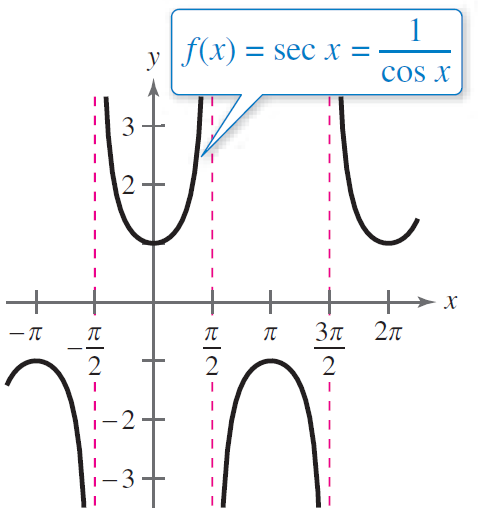 f(x) = sec x = 1/cos x
y
3
2
x
−π
−π/2
π/2
π
3π/2
2π
−2
−3